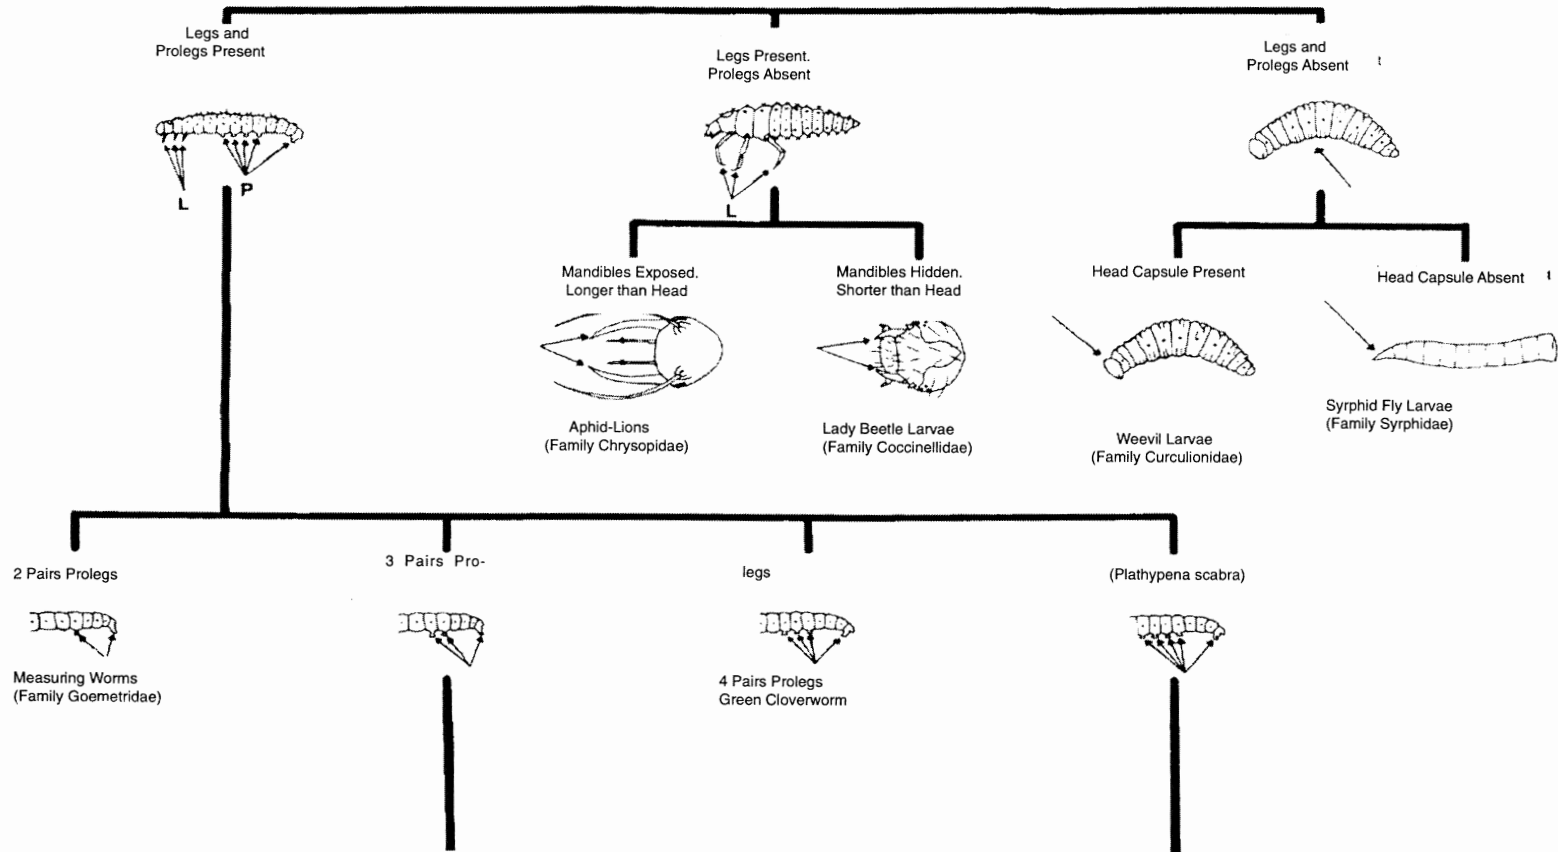 Legs and
Prolegs Present
Legs Present.
Prolegs Absent
Legs and
Prolegs Absent t
L
P
L
Mandibles Exposed.
Longer than Head
Mandibles Hidden.
Shorter than Head
Head Capsule Present
Head Capsule Absent t
Aphid-Lions
(Family Chrysopidae)
Lady Beetle Larvae
(Family Coccinellidae)
Weevil Larvae
(Family Curculionidae)
Syrphid Fly Larvae
(Family Syrphidae)
2 Pairs Prolegs
3 Pairs Pro-
legs
(Plathypena scabra)
Measuring Worms
(Family Goemetridae)
4 Pairs Prolegs
Green Cloverworm